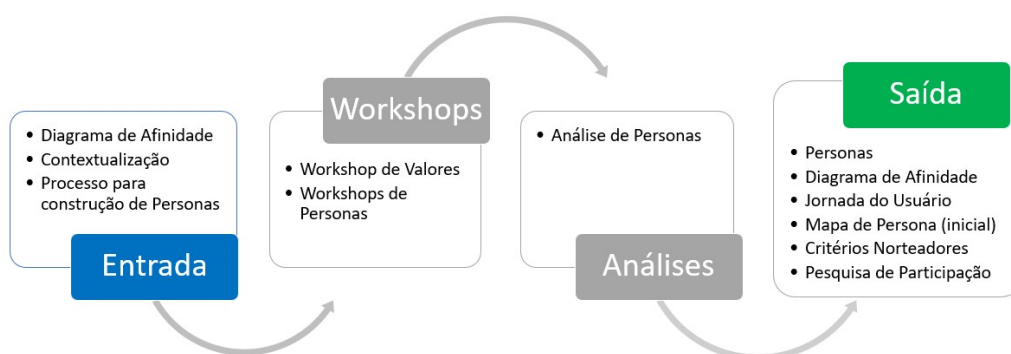 • Diagrama de Afinidade
• Contextualização
• Processo para
construção de Personas
Entrada
Workshops
• Workshop de Valores
• Workshops de
Personas
• Análise de Personas
Análises
Saída
• Personas
• Diagrama de Afinidade
• Jornada do Usuário
• Mapa de Persona (inicial)
• Critérios Norteadores
• Pesquisa de Participação